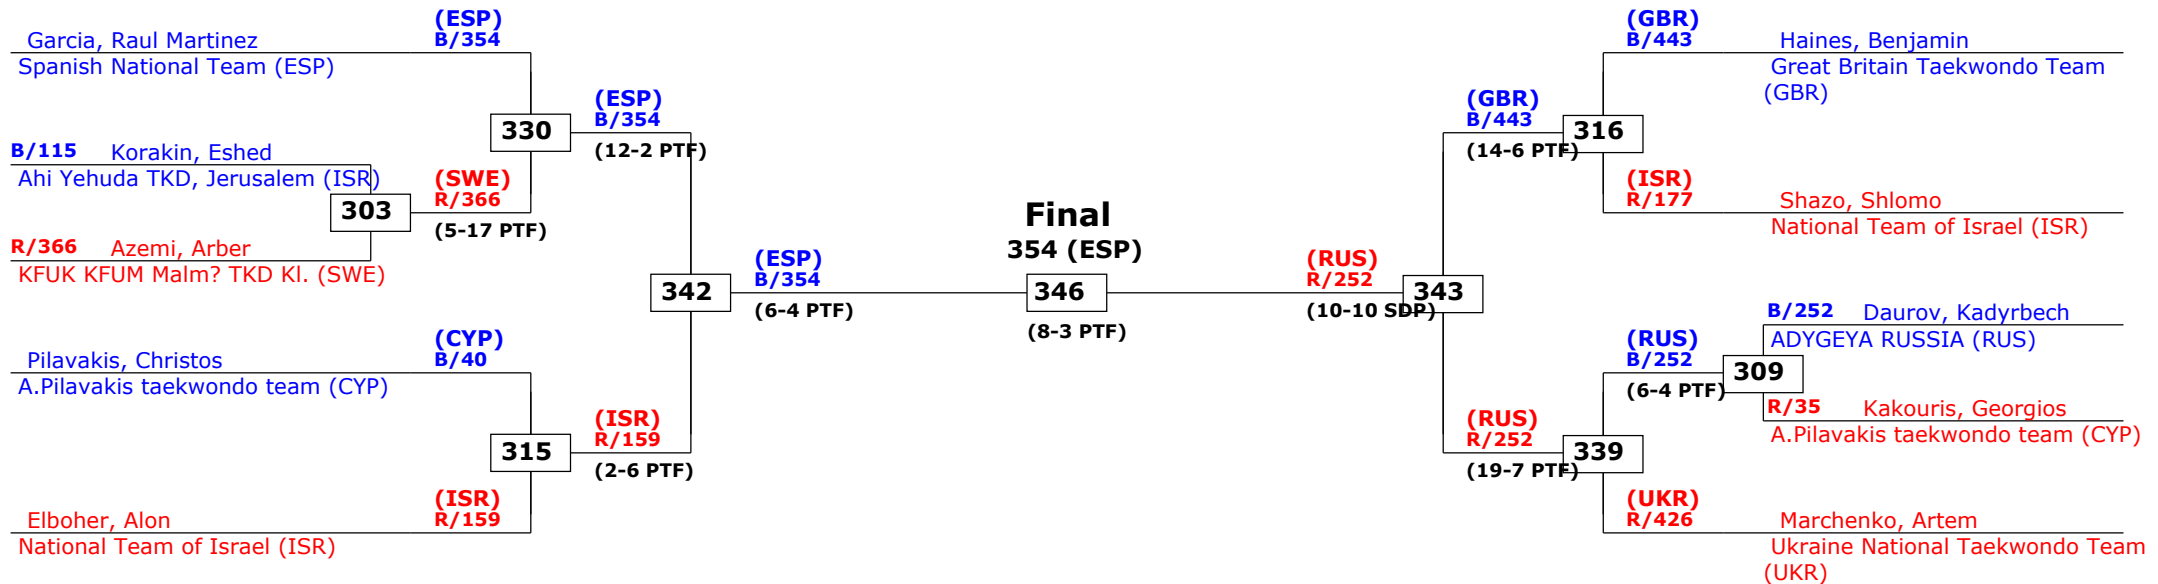 (ESP)
Garcia, Raul Martinez B/354
Spanish National Team (ESP)
(ESP)
B/354
330
(12-2 PTF)
B/115 Korakin, Eshed
Ahi Yehuda TKD, Jerusalem (ISR)
(SWE)
R/366
303
(5-17 PTF)
R/366 Azemi, Arber
KFUK KFUM Malm? TKD Kl. (SWE)
(ESP)
B/354
342
(6-4 PTF)
(CYP)
Pilavakis, Christos B/40
A.Pilavakis taekwondo team (CYP)
(ISR)
R/159
315
(2-6 PTF)
(ISR)
Elboher, Alon R/159
National Team of Israel (ISR)
Final
354 (ESP)
346
(8-3 PTF)
(GBR)
B/443 Haines, Benjamin
Great Britain Taekwondo Team
(GBR)
(GBR)
B/443
316
(14-6 PTF)
(ISR)
R/177 Shazo, Shlomo
National Team of Israel (ISR)
(RUS)
R/252
343
(10-10 SDP)
B/252 Daurov, Kadyrbech
ADYGEYA RUSSIA (RUS)
(RUS)
B/252
309
(6-4 PTF)
R/35 Kakouris, Georgios
A.Pilavakis taekwondo team (CYP)
(RUS)
R/252
339
(19-7 PTF)
(UKR)
R/426 Marchenko, Artem
Ukraine National Taekwondo Team
(UKR)